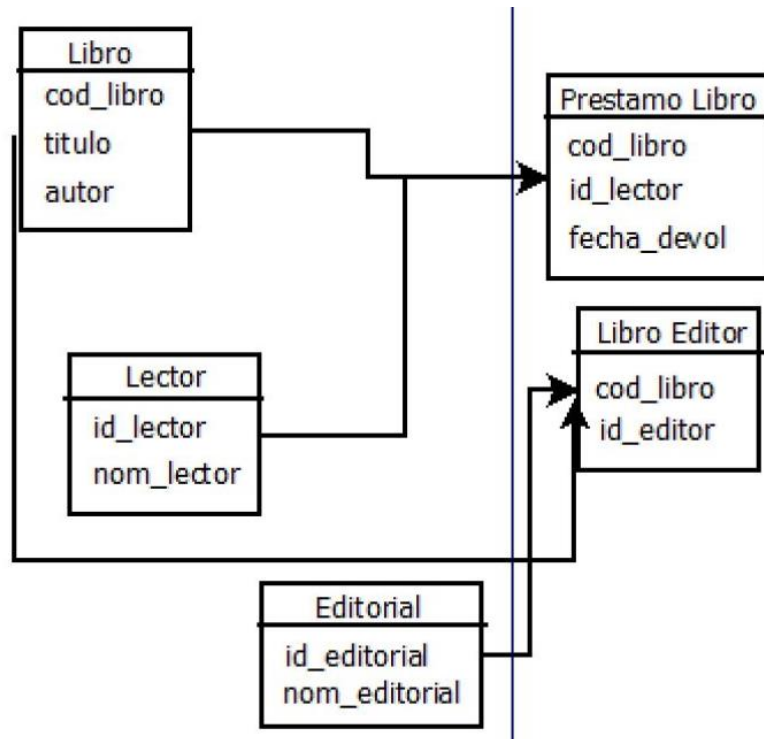 Libro
cod_libro
titulo
autor
Prestamo Libro
cod_libro
id_lector
fecha_devol
Libro Editor
cod_libro
id_editor
Lector
id_lector
nom_lector
Editorial
id_editorial
nom_editorial